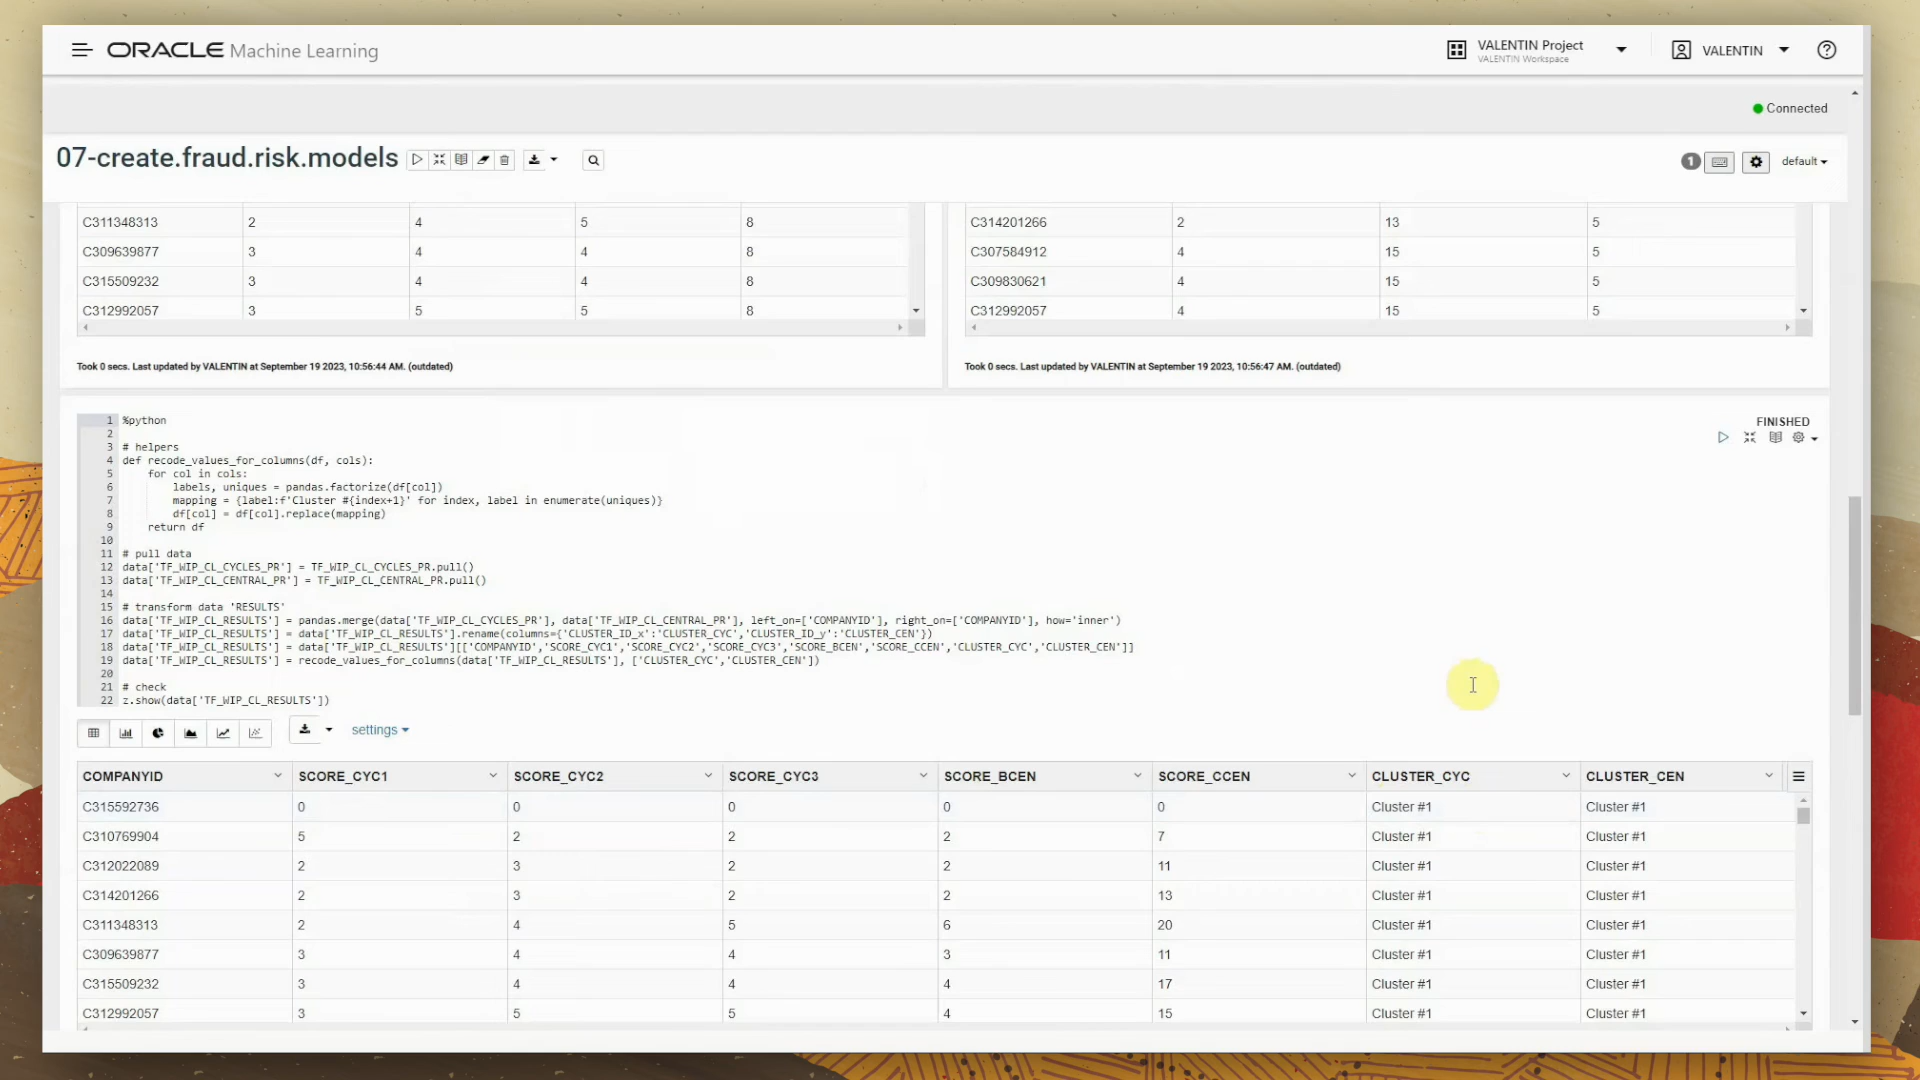 ORACLE Machine Learning
VALENTIN Project
VALENTIN Workspace
VALENTIN
Connected
07-create.fraud.risk.models
1
default
C311348313 2 4 5 8
C309639877 3 4 4 8
C315509232 3 4 4 8
C312992057 3 5 5 8
Took 0 secs. Last updated by VALENTIN at September 19 2023, 10:56:44 AM. (outdated)
C314201266 2 13 5
C307584912 4 15 5
C309830621 4 15 5
C312992057 4 15 5
Took 0 secs. Last updated by VALENTIN at September 19 2023, 10:56:47 AM. (outdated)
FINISHED
1 %python
2
3 # helpers
4 def recode_values_for_columns(df, cols):
5 for col in cols:
6 labels, uniques = pandas.factorize(df[col])
7 mapping = {label:f'Cluster #{index+1}' for index, label in enumerate(uniques)}
8 df[col] = df[col].replace(mapping)
9 return df
10
11 # pull data
12 data['TF_WIP_CL_CYCLES_PR'] = TF_WIP_CL_CYCLES_PR.pull()
13 data['TF_WIP_CL_CENTRAL_PR'] = TF_WIP_CL_CENTRAL_PR.pull()
14
15 # transform data 'RESULTS'
16 data['TF_WIP_CL_RESULTS'] = pandas.merge(data['TF_WIP_CL_CYCLES_PR'], data['TF_WIP_CL_CENTRAL_PR'], left_on=['COMPANYID'], right_on=['COMPANYID'], how='inner')
17 data['TF_WIP_CL_RESULTS'] = data['TF_WIP_CL_RESULTS'].rename(columns={'CLUSTER_ID_x':'CLUSTER_CYC','CLUSTER_ID_y':'CLUSTER_CEN'})
18 data['TF_WIP_CL_RESULTS'] = data['TF_WIP_CL_RESULTS'][['COMPANYID','SCORE_CYC1','SCORE_CYC2','SCORE_CYC3','SCORE_BCEN','SCORE_CCEN','CLUSTER_CYC','CLUSTER_CEN']]
19 data['TF_WIP_CL_RESULTS'] = recode_values_for_columns(data['TF_WIP_CL_RESULTS'], ['CLUSTER_CYC','CLUSTER_CEN'])
20
21 # check
22 z.show(data['TF_WIP_CL_RESULTS'])
settings
COMPANYID SCORE_CYC1 SCORE_CYC2 SCORE_CYC3 SCORE_BCEN SCORE_CCEN CLUSTER_CYC CLUSTER_CEN
C315592736 0 0 0 0 0 Cluster #1 Cluster #1
C310769904 5 2 2 2 7 Cluster #1 Cluster #1
C312022089 2 3 2 2 11 Cluster #1 Cluster #1
C314201266 2 3 2 2 13 Cluster #1 Cluster #1
C311348313 2 4 5 6 20 Cluster #1 Cluster #1
C309639877 3 4 4 3 11 Cluster #1 Cluster #1
C315509232 3 4 4 4 17 Cluster #1 Cluster #1
C312992057 3 5 5 4 15 Cluster #1 Cluster #1